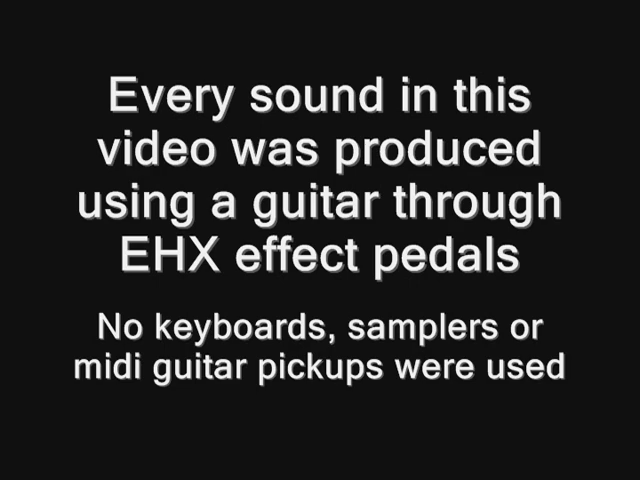 Every sound in this
video was produced
using a guitar through
EHX effect pedals
No keyboards, samplers or
midi guitar pickups were used